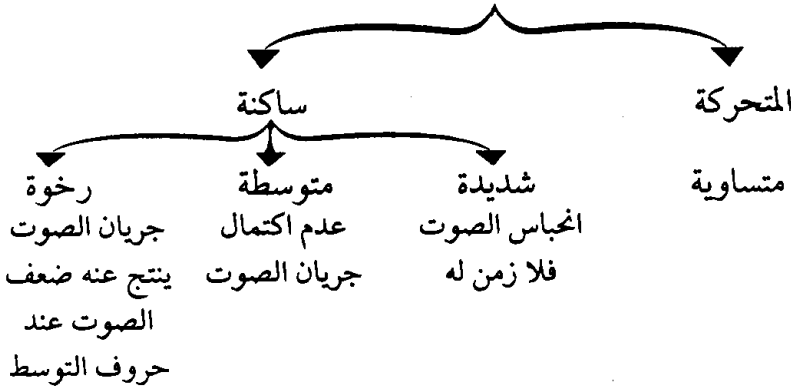 المتحركة
ساكنة
متساوية
شديدة
انحباس الصوت
فلا زمن له
متوسطة
عدم اكتمال
جريان الصوت
رخوة
جريان الصوت
ينتج عنه ضعف
الصوت عند
حروف التوسط